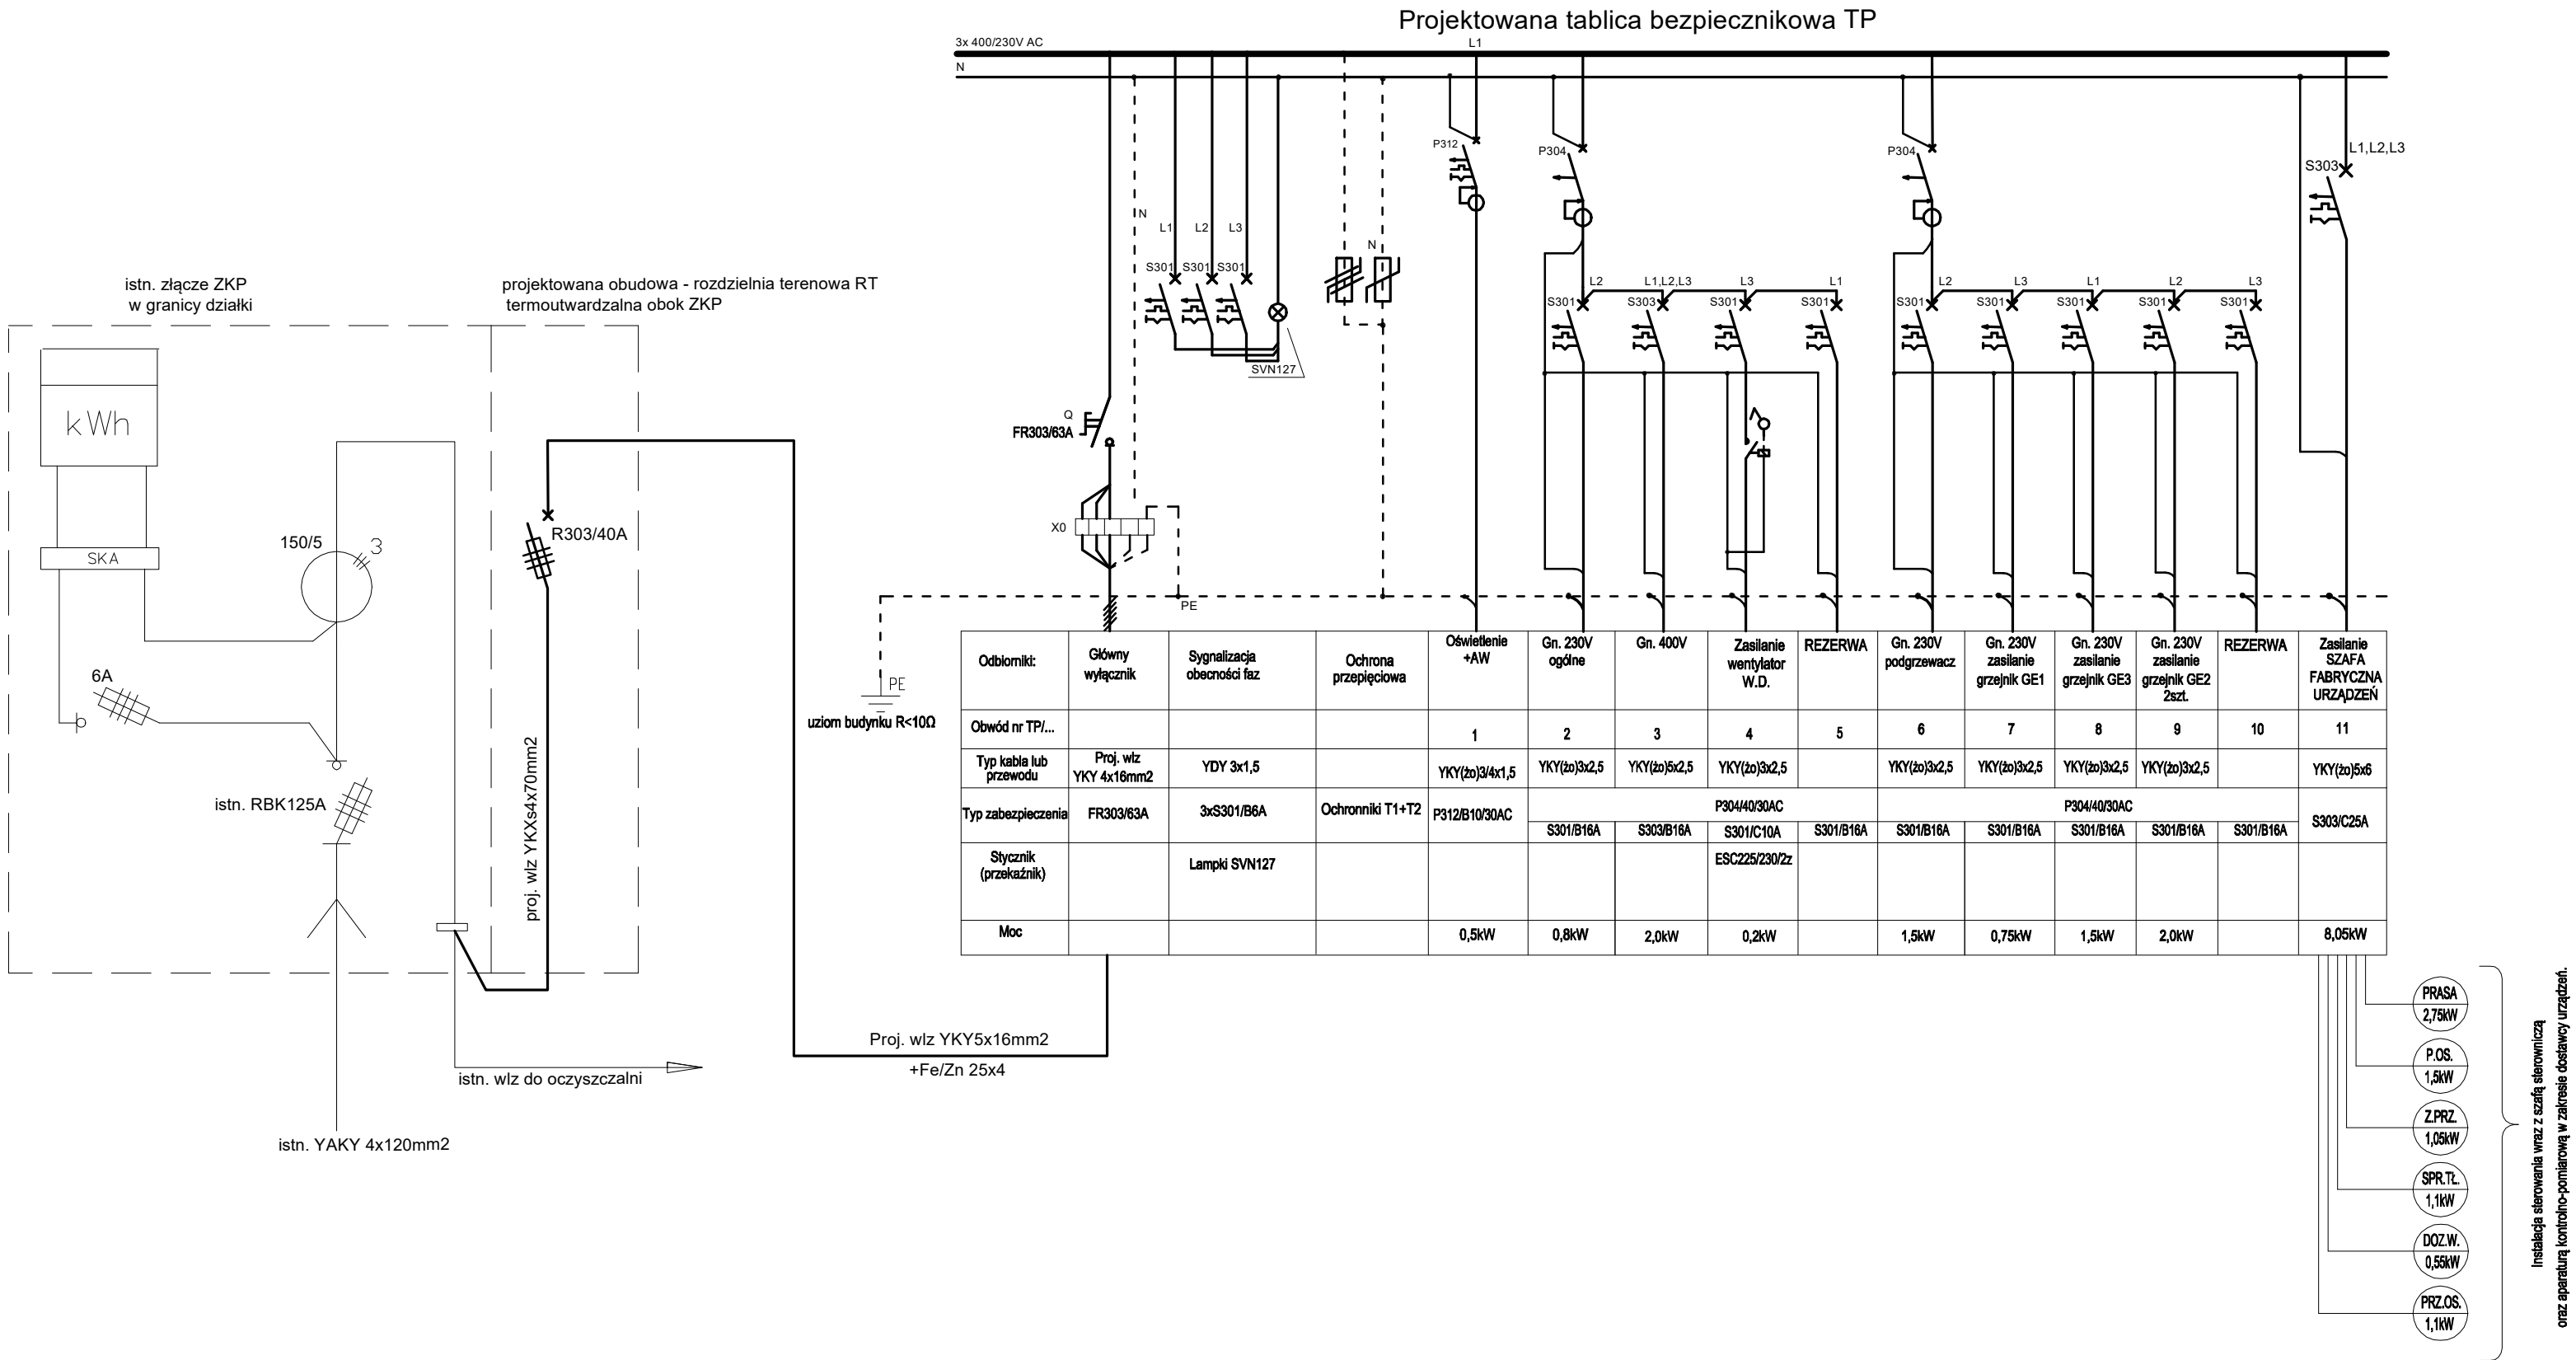 Projektowana tablica bezpiecznikowa TP
3x 400/230V AC
L1
N
P312
P304
P304
L1,L2,L3
S303
N
L1
L2
L3
N
S301
S301
S301
SVN127
L2
L1,L2,L3
L3
L1
S301
S303
S301
S301
L2
L3
L1
L2
L3
S301
S301
S301
S301
S301
Q
FR303/63A
X0
PE
PE
uziom budynku R<10Ω
istn. złącze ZKP
w granicy działki
projektowana obudowa - rozdzielnia terenowa RT
termoutwardzalna obok ZKP
kWh
SKA
150/5
3
R303/40A
6A
p
istn. RBK125A
proj. wlz YKXs4x70mm2
istn. wlz do oczyszczalni
istn. YAKY 4x120mm2
Proj. wlz YKY5x16mm2
+Fe/Zn 25x4
Odbiorniki:
Główny
wyłącznik
Sygnalizacja
obecności faz
Ochrona
przepięciowa
Oświetlenie
+AW
Gn. 230V
ogólne
Gn. 400V
Zasilanie
wentylator
W.D.
REZERWA
Gn. 230V
podgrzewacz
Gn. 230V
zasilanie
grzejnik GE1
Gn. 230V
zasilanie
grzejnik GE3
Gn. 230V
zasilanie
grzejnik GE2
2szt.
REZERWA
Zasilanie
SZAFA
FABRYCZNA
URZĄDZEŃ
Obwód nr TP/...
1
2
3
4
5
6
7
8
9
10
11
Typ kabla lub
przewodu
Proj. wlz
YKY 4x16mm2
YDY 3x1,5
YKY(żo)3/4x1,5
YKY(żo)3x2,5
YKY(żo)5x2,5
YKY(żo)3x2,5
YKY(żo)3x2,5
YKY(żo)3x2,5
YKY(żo)3x2,5
YKY(żo)3x2,5
YKY(żo)5x6
Typ zabezpieczenia
FR303/63A
3xS301/B6A
Ochronniki T1+T2
P312/B10/30AC
P304/40/30AC
P304/40/30AC
S303/C25A
S301/B16A
S303/B16A
S301/C10A
S301/B16A
S301/B16A
S301/B16A
S301/B16A
S301/B16A
S301/B16A
Stycznik
(przekaźnik)
Lampki SVN127
ESC225/230/2z
Moc
0,5kW
0,8kW
2,0kW
0,2kW
1,5kW
0,75kW
1,5kW
2,0kW
8,05kW
PRASA
2,75kW
P.OS.
1,5kW
Z.PRZ.
1,05kW
SPR.TŁ.
1,1kW
DOZ.W.
0,55kW
PRZ.OS.
1,1kW
Instalacja sterowania wraz z szafą sterowniczą
oraz aparaturą kontrolno-pomiarową w zakresie dostawcy urządzeń.